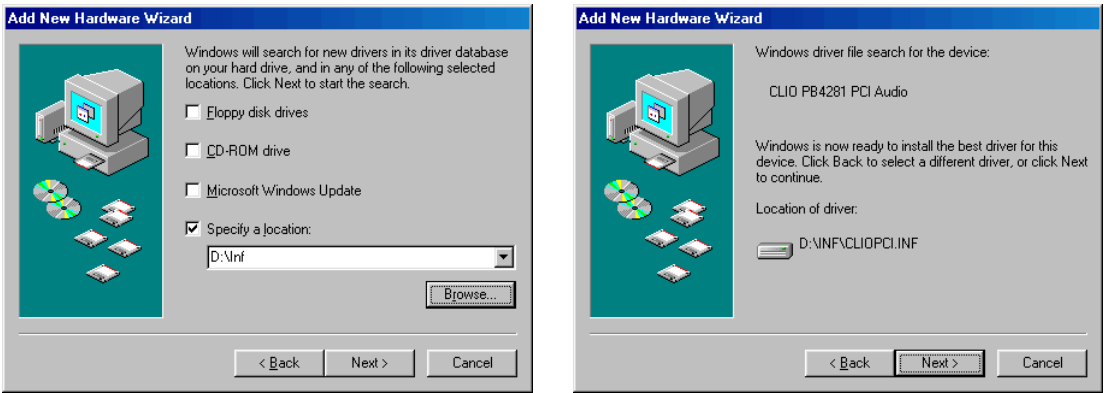 Add New Hardware Wizard
Windows will search for new drivers in its driver database
on your hard drive, and in any of the following selected
locations. Click Next to start the search.
Floppy disk drives
CD-ROM drive
Microsoft Windows Update
Specify a location:
D:\Inf
Browse...
< Back Next > Cancel
Add New Hardware Wizard
Windows driver file search for the device:
CLIO PB4281 PCI Audio
Windows is now ready to install the best driver for this
device. Click Back to select a different driver, or click Next
to continue.
Location of driver:
D:\INF\CLIOPCI.INF
< Back Next > Cancel